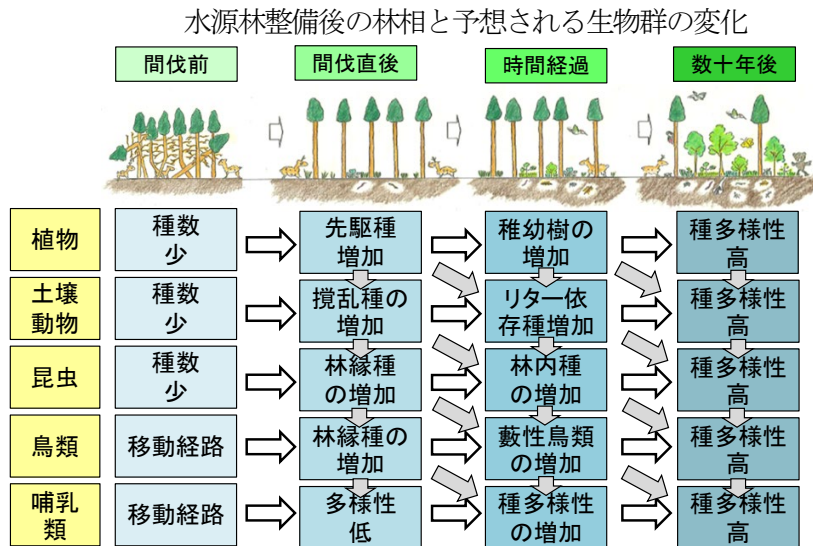 水源林整備後の林相と予想される生物群の変化
間伐前
間伐直後
時間経過
数十年後
植物
種数
少
先駆種
増加
稚幼樹の
増加
種多様性
高
土壌
動物
種数
少
撹乱種の
増加
リター依
存種増加
種多様性
高
昆虫
種数
少
林縁種
の増加
林内種
の増加
種多様性
高
鳥類
移動経路
林縁種の
増加
藪性鳥類
の増加
種多様性
高
哺乳
類
移動経路
多様性
低
種多様性
の増加
種多様性
高